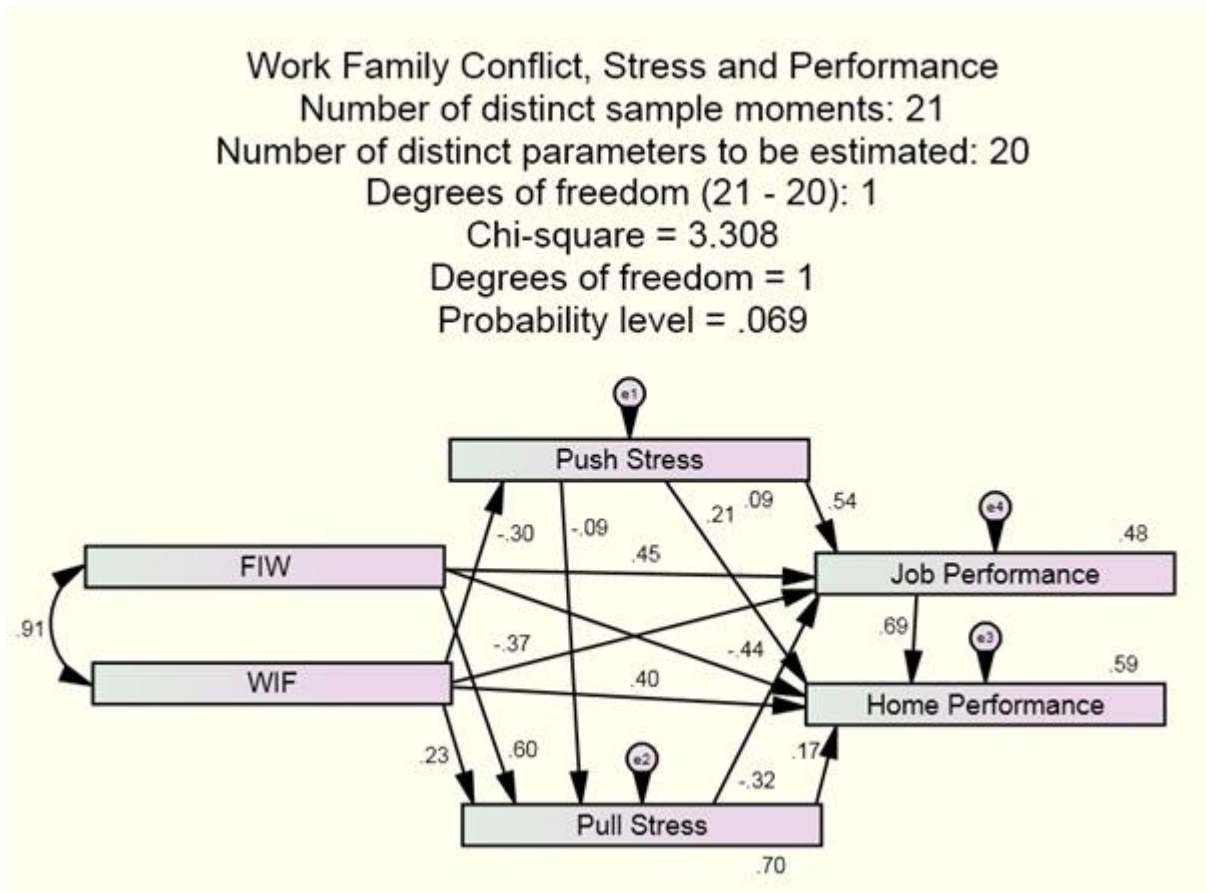 Work Family Conflict, Stress and Performance
Number of distinct sample moments: 21
Number of distinct parameters to be estimated: 20
Degrees of freedom (21 - 20): 1
Chi-square = 3.308
Degrees of freedom = 1
Probability level = .069
e1
Push Stress
.09
.54
e4
.48
-.30
-.09
.21
FIW
.45
Job Performance
.91
-.37
-.44
.69
e3
.59
WIF
.40
Home Performance
.23
.60
e2
-.32
.17
Pull Stress
.70